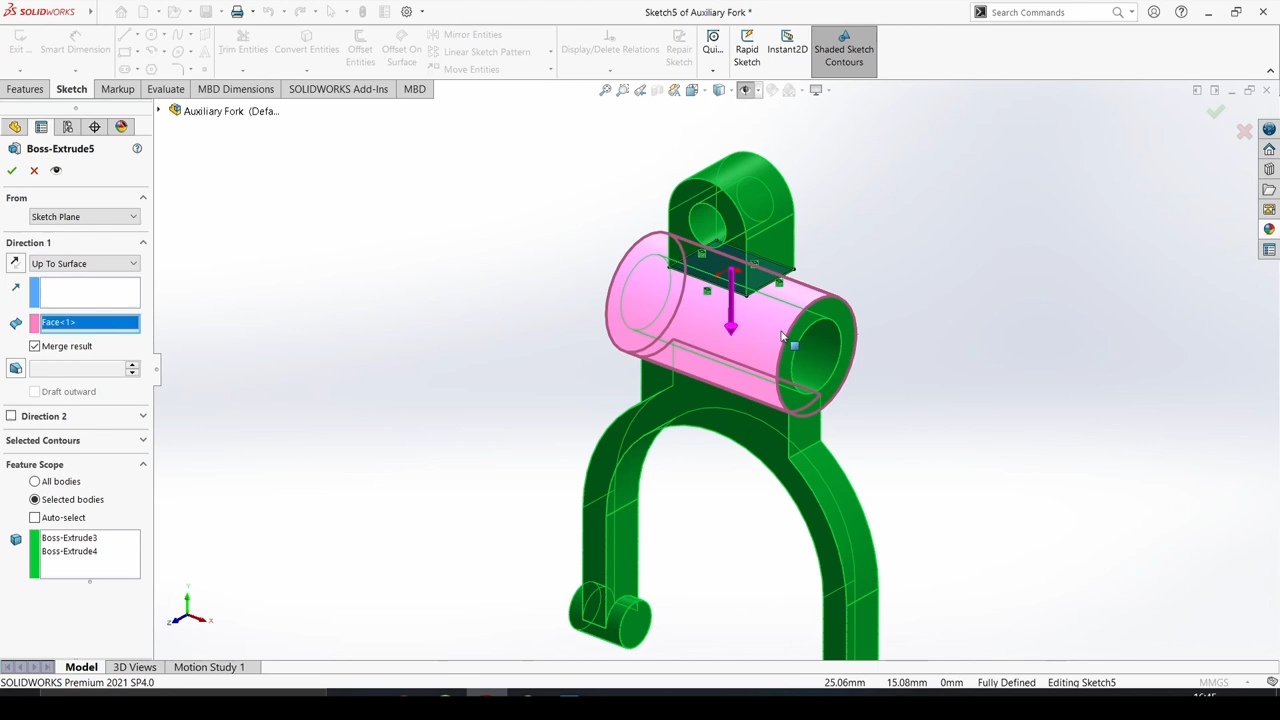 SOLIDWORKS
Sketch5 of Auxiliary Fork *
Search Commands
Exit ...
Smart Dimension
Trim Entities
Convert Entities
Offset Entities
Offset On Surface
Mirror Entities
Linear Sketch Pattern
Move Entities
Display/Delete Relations
Repair Sketch
Qui...
Rapid Sketch
Instant2D
Shaded Sketch Contours
Features
Sketch
Markup
Evaluate
MBD Dimensions
SOLIDWORKS Add-Ins
MBD
Auxiliary Fork (Defa...
Boss-Extrude5
From
Sketch Plane
Direction 1
Up To Surface
Face<1>
Merge result
Draft outward
Direction 2
Selected Contours
Feature Scope
All bodies
Selected bodies
Auto-select
Boss-Extrude3
Boss-Extrude4
Y
Z
X
Model
3D Views
Motion Study 1
SOLIDWORKS Premium 2021 SP4.0
25.06mm
15.08mm
0mm
Fully Defined
Editing Sketch5
MMGS